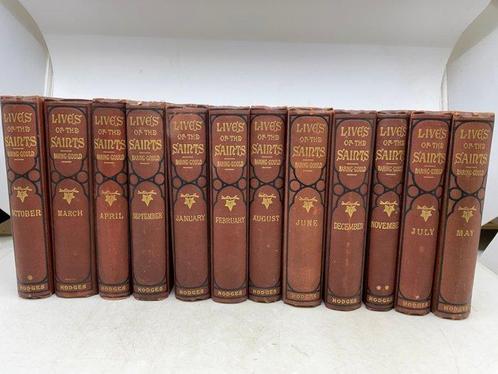 LIVES
OF THE
SAINTS
BARING-GOULD
OCTOBER
HODGES
LIVES
OF THE
SAINTS
BARING-GOULD
MARCH
HODGES
LIVES
OF THE
SAINTS
BARING-GOULD
APRIL
HODGES
LIVES
OF THE
SAINTS
BARING-GOULD
SEPTEMBER
HODGES
LIVES
OF THE
SAINTS
BARING-GOULD
JANUARY
HODGES
LIVES
OF THE
SAINTS
BARING-GOULD
FEBRUARY
HODGES
LIVES
OF THE
SAINTS
BARING-GOULD
AUGUST
HODGES
LIVES
OF THE
SAINTS
BARING-GOULD
JUNE
HODGES
LIVES
OF THE
SAINTS
BARING-GOULD
DECEMBER
HODGES
LIVES
OF THE
SAINTS
BARING-GOULD
NOVEMBER
**
HODGES
LIVES
OF THE
SAINTS
BARING-GOULD
JULY
*
HODGES
LIVES
OF THE
SAINTS
BARING-GOULD
MAY
HODGES